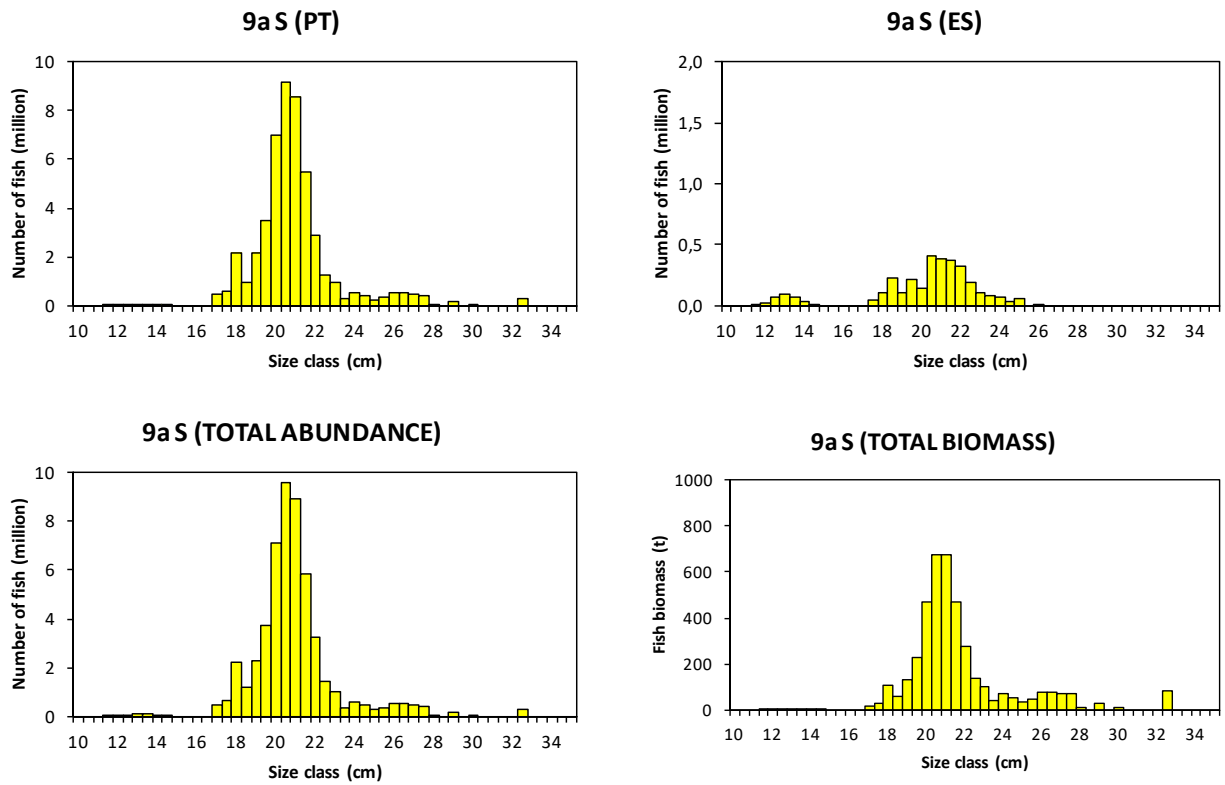 9a S (PT)
Number of fish (million)
10
8
6
4
2
0
10 12 14 16 18 20 22 24 26 28 30 32 34
Size class (cm)
9a S (ES)
Number of fish (million)
2,0
1,5
1,0
0,5
0,0
10 12 14 16 18 20 22 24 26 28 30 32 34
Size class (cm)
9a S (TOTAL ABUNDANCE)
Number of fish (million)
10
8
6
4
2
0
10 12 14 16 18 20 22 24 26 28 30 32 34
Size class (cm)
9a S (TOTAL BIOMASS)
Fish biomass (t)
1000
800
600
400
200
0
10 12 14 16 18 20 22 24 26 28 30 32 34
Size class (cm)